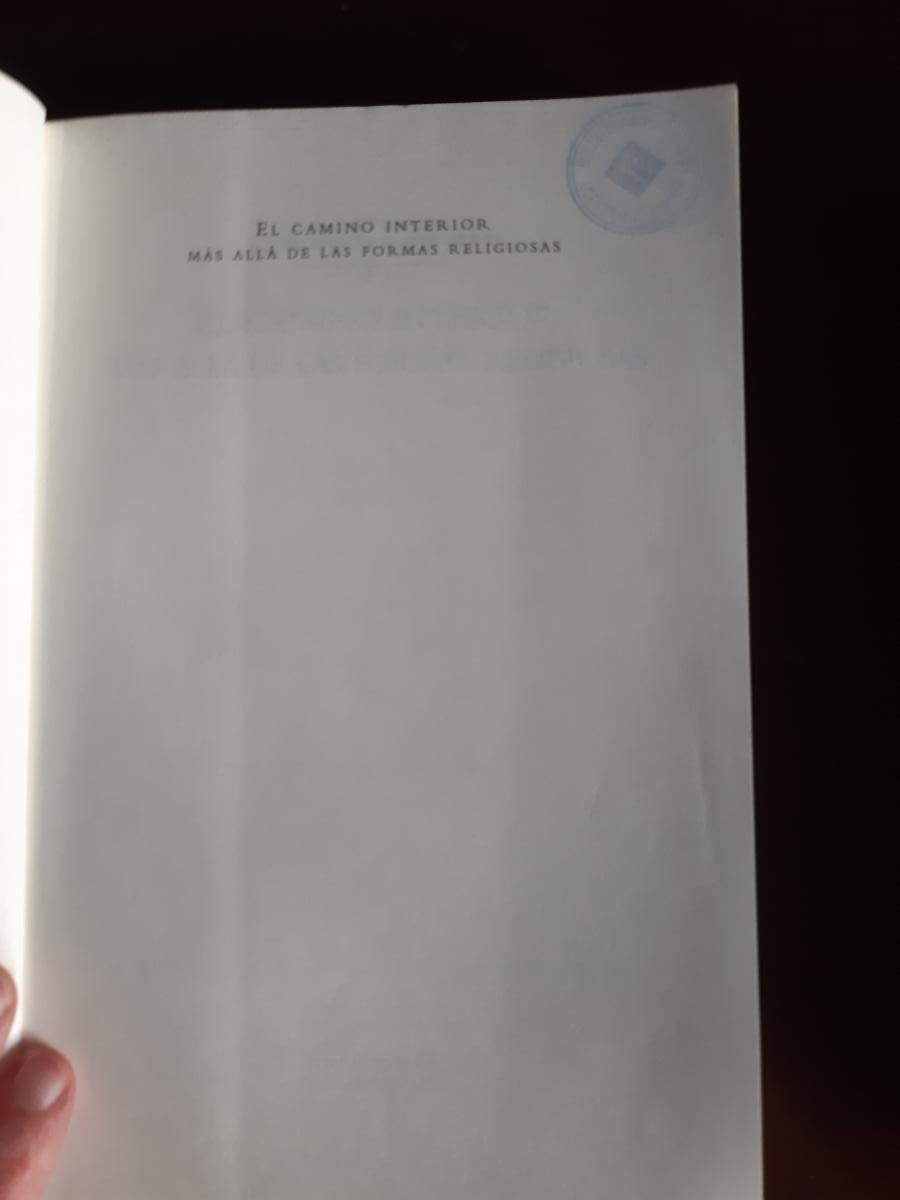 EL CAMINO INTERIOR
MÁS ALLÁ DE LAS FORMAS RELIGIOSAS